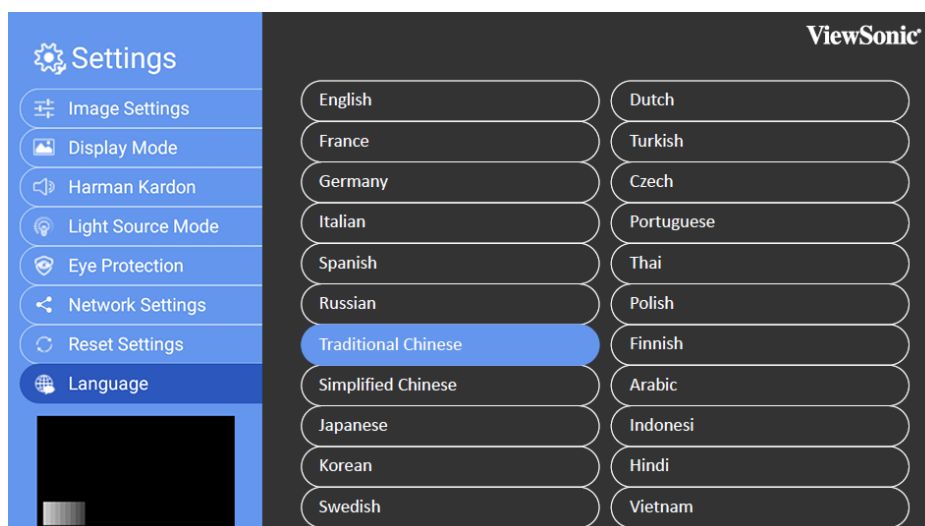 ViewSonic
Settings
Image Settings
Display Mode
Harman Kardon
Light Source Mode
Eye Protection
Network Settings
Reset Settings
Language
English
France
Germany
Italian
Spanish
Russian
Traditional Chinese
Simplified Chinese
Japanese
Korean
Swedish
Dutch
Turkish
Czech
Portuguese
Thai
Polish
Finnish
Arabic
Indonesi
Hindi
Vietnam